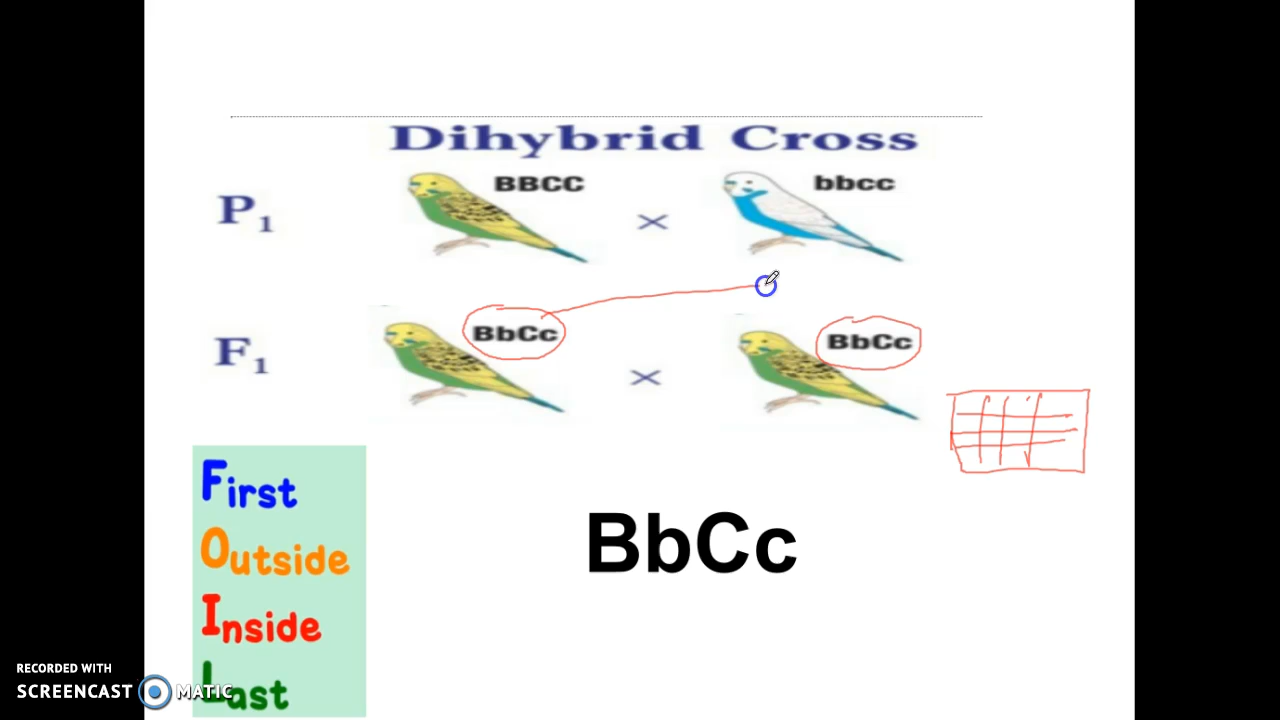 Dihybrid Cross
P1 BBCC × bbcc
F1 BbCc × BbCc
First
Outside
Inside
Last
BbCc
RECORDED WITH
SCREENCAST MATIC